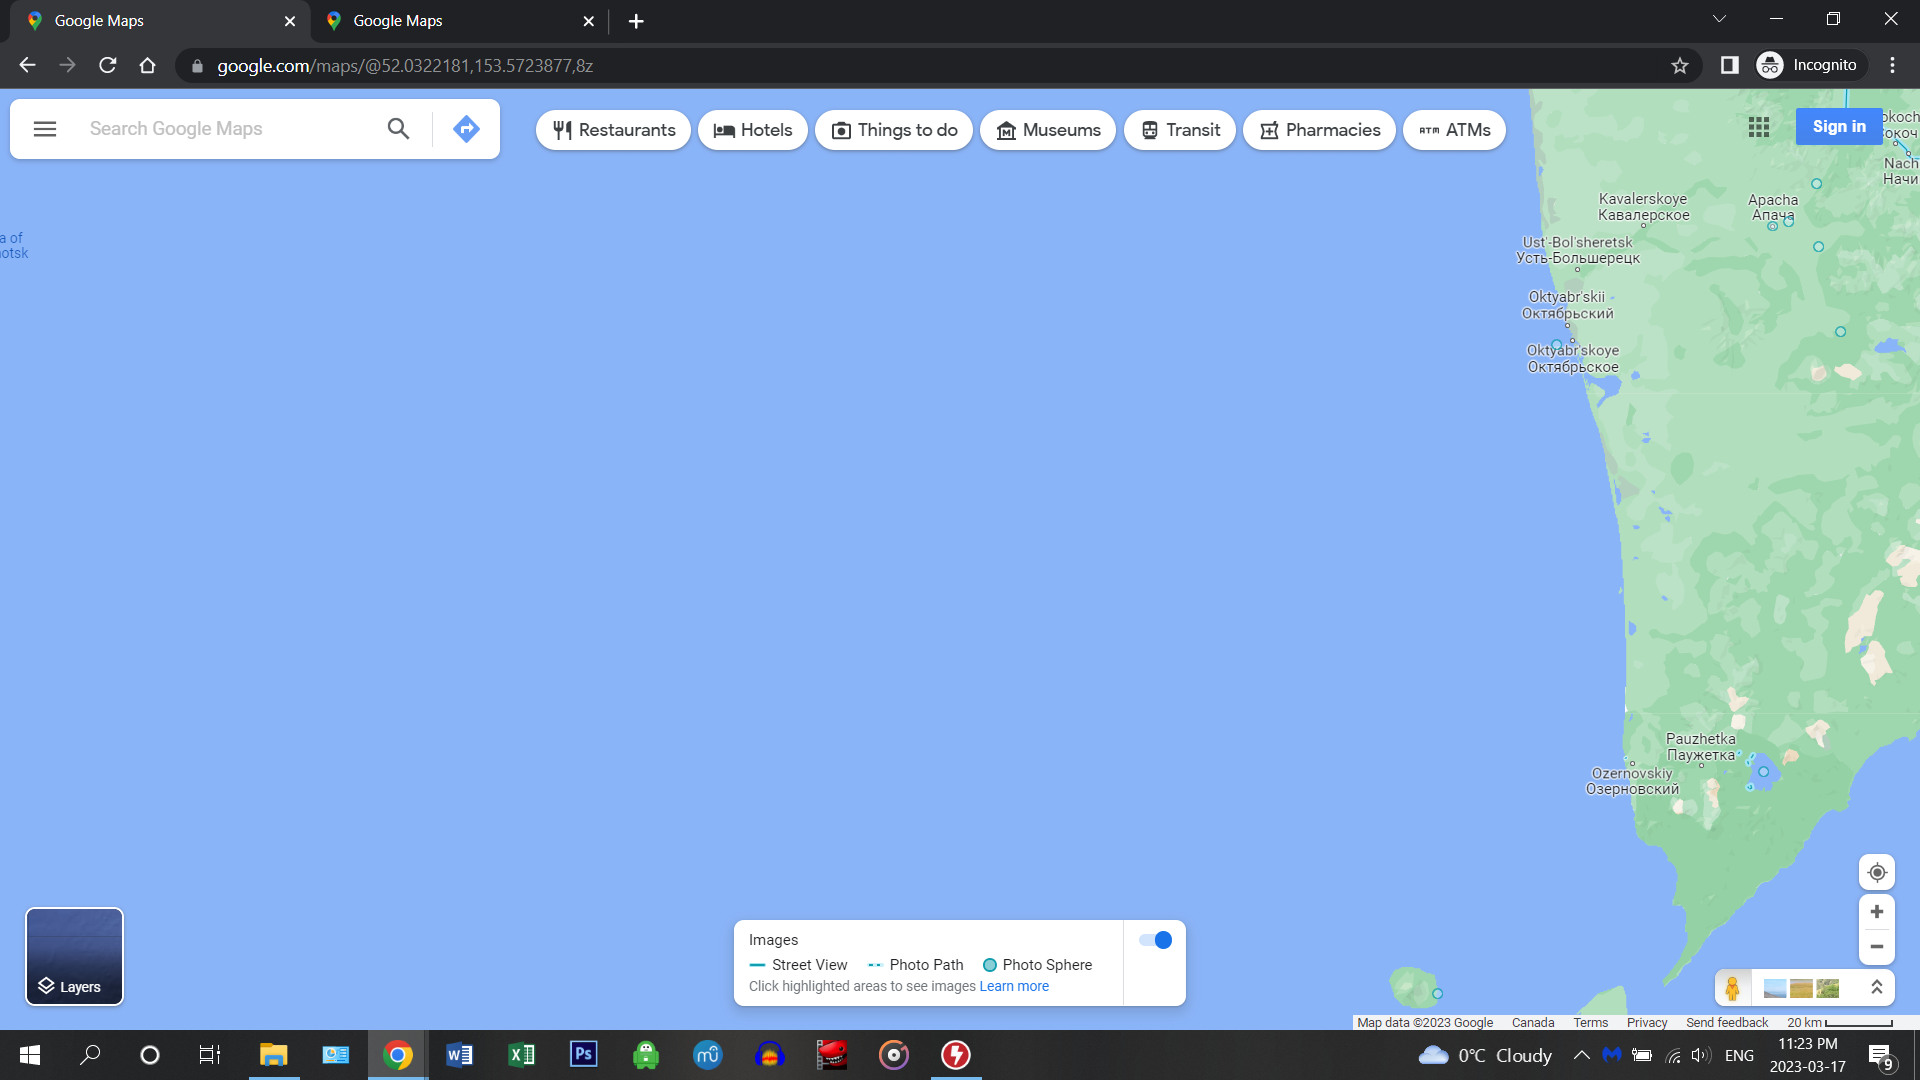 Google Maps
Google Maps
google.com/maps/@52.0322181,153.5723877,8z
Incognito
Search Google Maps
Restaurants
Hotels
Things to do
Museums
Transit
Pharmacies
ATM ATMs
Sign in
okoch
Сокоч
Nach
Начи
a of
otsk
Kavalerskoye
Кавалерское
Apacha
Апача
Ust'-Bol'sheretsk
Усть-Большерецк
Oktyabr'skii
Октябрьский
Oktyabr'skoye
Октябрьское
Pauzhetka
Паужетка
Ozernovskiy
Озерновский
Layers
Images
Street View
Photo Path
Photo Sphere
Click highlighted areas to see images Learn more
Map data ©2023 Google
Canada
Terms
Privacy
Send feedback
20 km
W
X
Ps
mu
0°C Cloudy
ENG
11:23 PM
2023-03-17
9